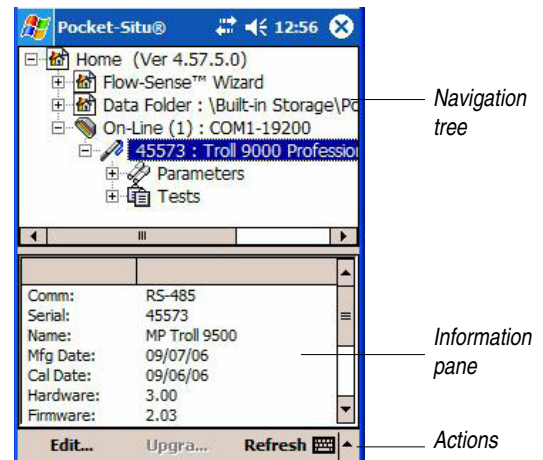 Pocket-Situ® 12:56
Home (Ver 4.57.5.0)
Flow-Sense™ Wizard
Data Folder : \Built-in Storage\Po
On-Line (1) : COM1-19200
45573 : Troll 9000 Profession
Parameters
Tests
Navigation
tree
Comm: RS-485
Serial: 45573
Name: MP Troll 9500
Mfg Date: 09/07/06
Cal Date: 09/06/06
Hardware: 3.00
Firmware: 2.03
Information
pane
Edit... Upgra... Refresh
Actions